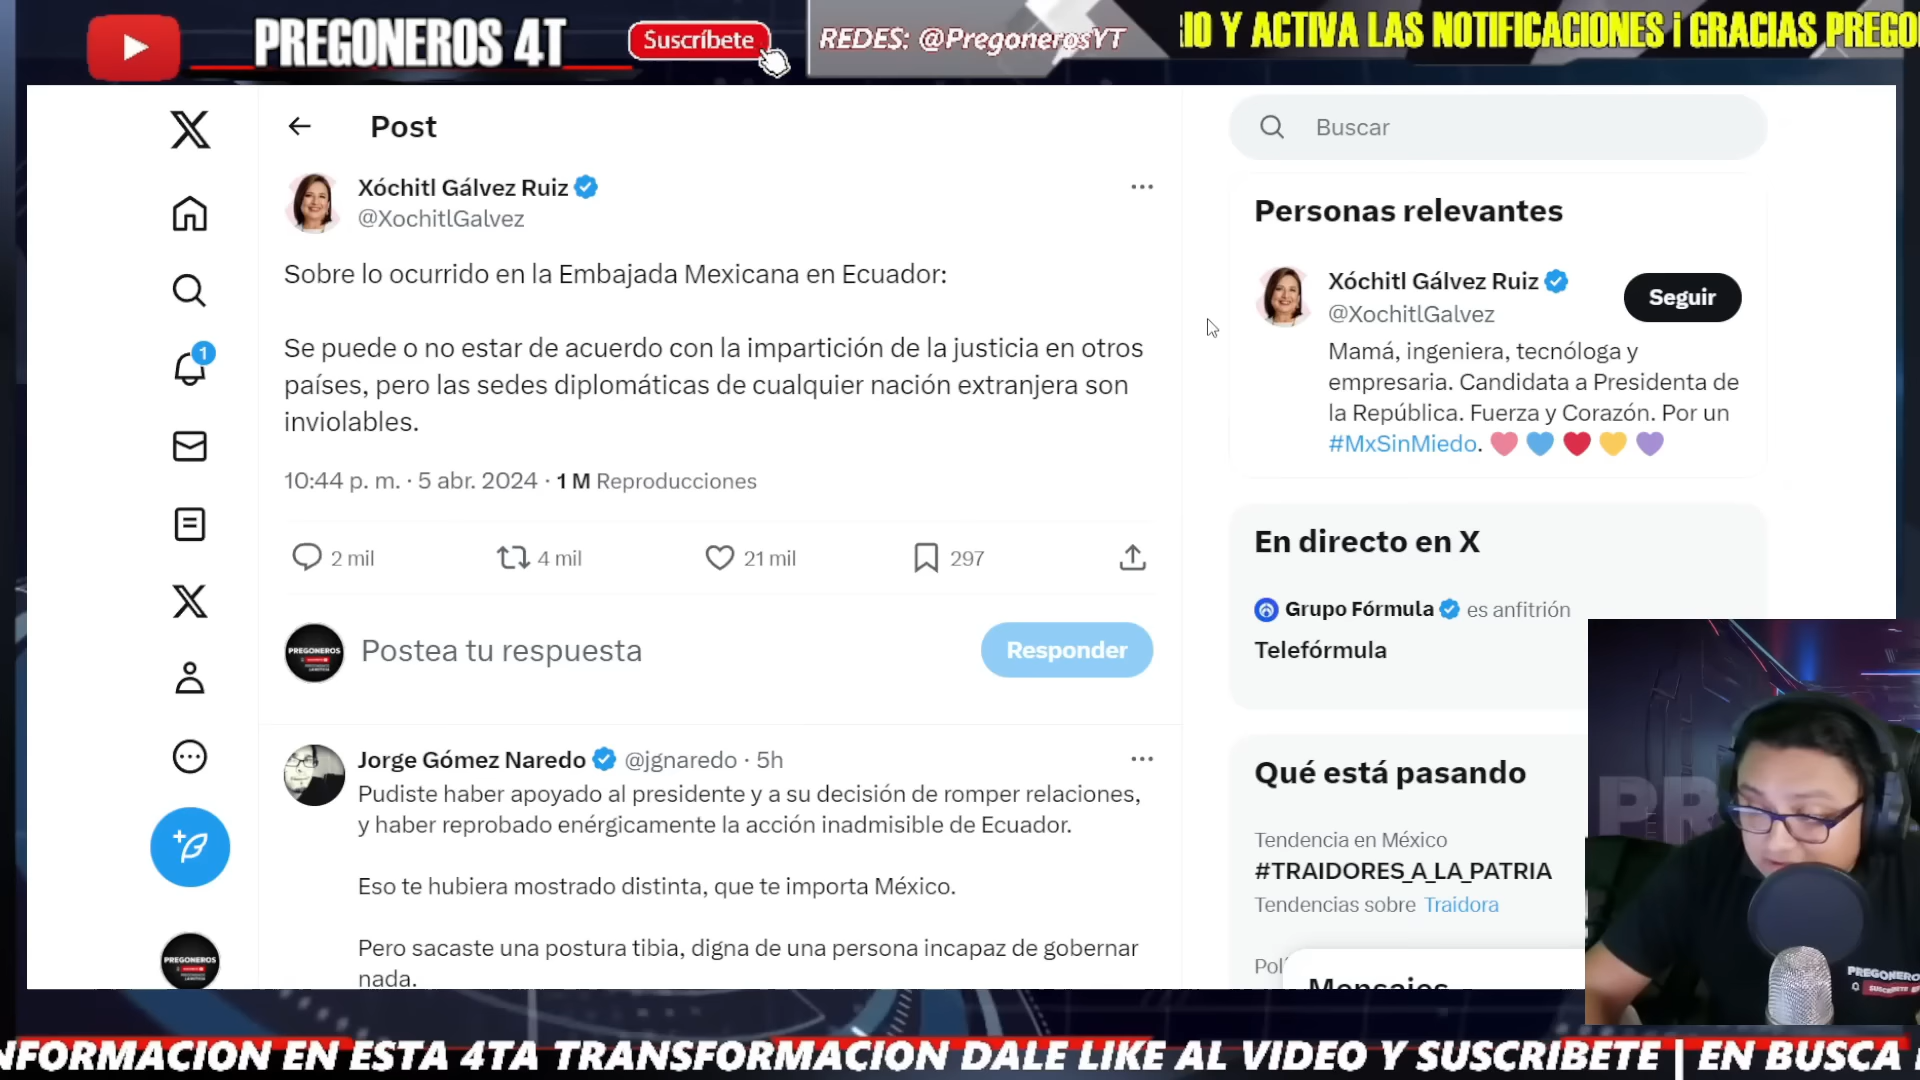 PREGONEROS 4T
Suscríbete
REDES: @PregonerosYT
IO Y ACTIVA LAS NOTIFICACIONES ¡ GRACIAS PREGO
Post
Xóchitl Gálvez Ruiz
@XochitlGalvez
Sobre lo ocurrido en la Embajada Mexicana en Ecuador:
Se puede o no estar de acuerdo con la impartición de la justicia en otros
países, pero las sedes diplomáticas de cualquier nación extranjera son
inviolables.
10:44 p. m. · 5 abr. 2024 · 1 M Reproducciones
2 mil
4 mil
21 mil
297
PREGONEROS
Postea tu respuesta
Responder
Jorge Gómez Naredo @jgnaredo · 5h
Pudiste haber apoyado al presidente y a su decisión de romper relaciones,
y haber reprobado enérgicamente la acción inadmisible de Ecuador.
Eso te hubiera mostrado distinta, que te importa México.
Pero sacaste una postura tibia, digna de una persona incapaz de gobernar
nada.
1
PREGONEROS
Buscar
Personas relevantes
Xóchitl Gálvez Ruiz
@XochitlGalvez
Seguir
Mamá, ingeniera, tecnóloga y
empresaria. Candidata a Presidenta de
la República. Fuerza y Corazón. Por un
#MxSinMiedo.
En directo en X
Grupo Fórmula es anfitrión
Telefórmula
Qué está pasando
Tendencia en México
#TRAIDORES_A_LA_PATRIA
Tendencias sobre Traidora
Pol
Mensajes
PR
PREGONERO
NFORMACION EN ESTA 4TA TRANSFORMACION DALE LIKE AL VIDEO Y SUSCRIBETE | EN BUSCA